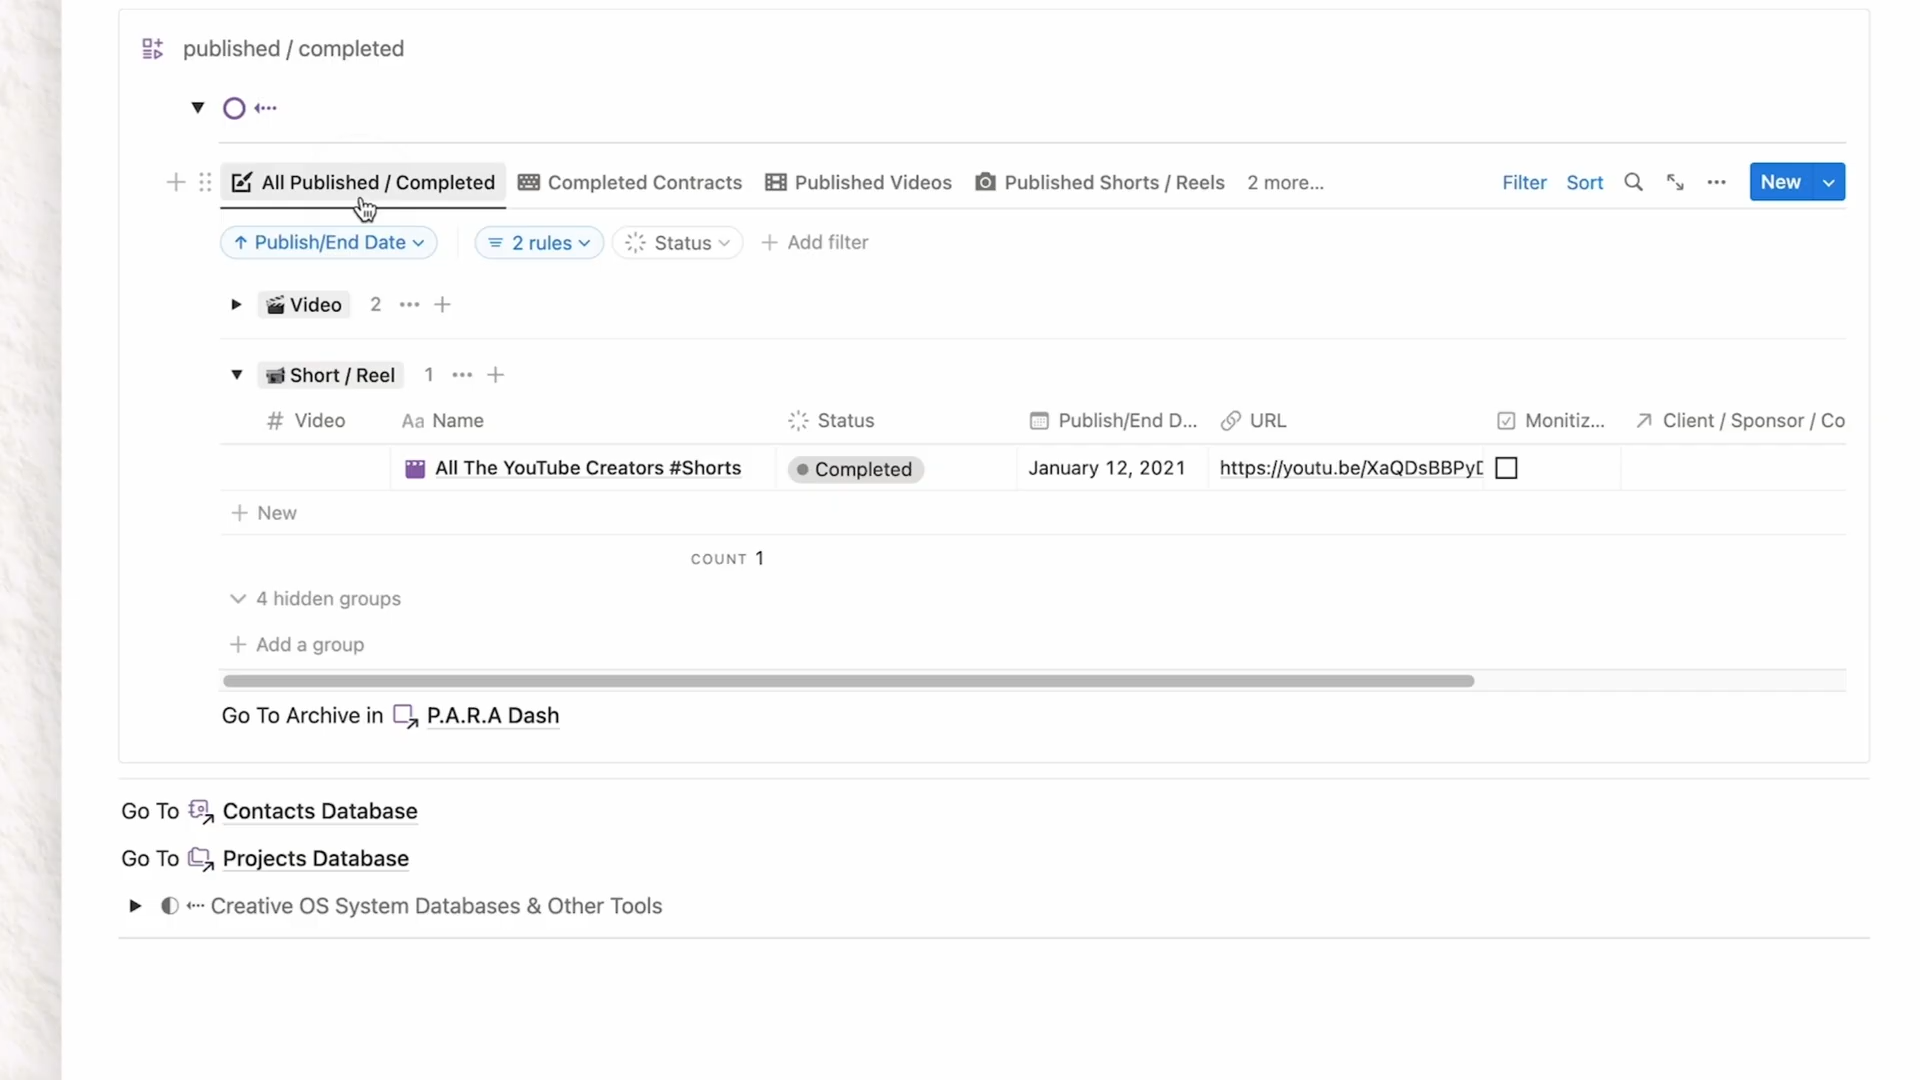 published / completed
All Published / Completed Completed Contracts Published Videos Published Shorts / Reels 2 more... Filter Sort New
Publish/End Date 2 rules Status Add filter
Video 2
Short / Reel 1
# Video Aa Name Status Publish/End D... URL Monitiz... Client / Sponsor / Co
All The YouTube Creators #Shorts Completed January 12, 2021 https://youtu.be/XaQDsBBPyD
+ New
COUNT 1
4 hidden groups
+ Add a group
Go To Archive in P.A.R.A Dash
Go To Contacts Database
Go To Projects Database
Creative OS System Databases & Other Tools